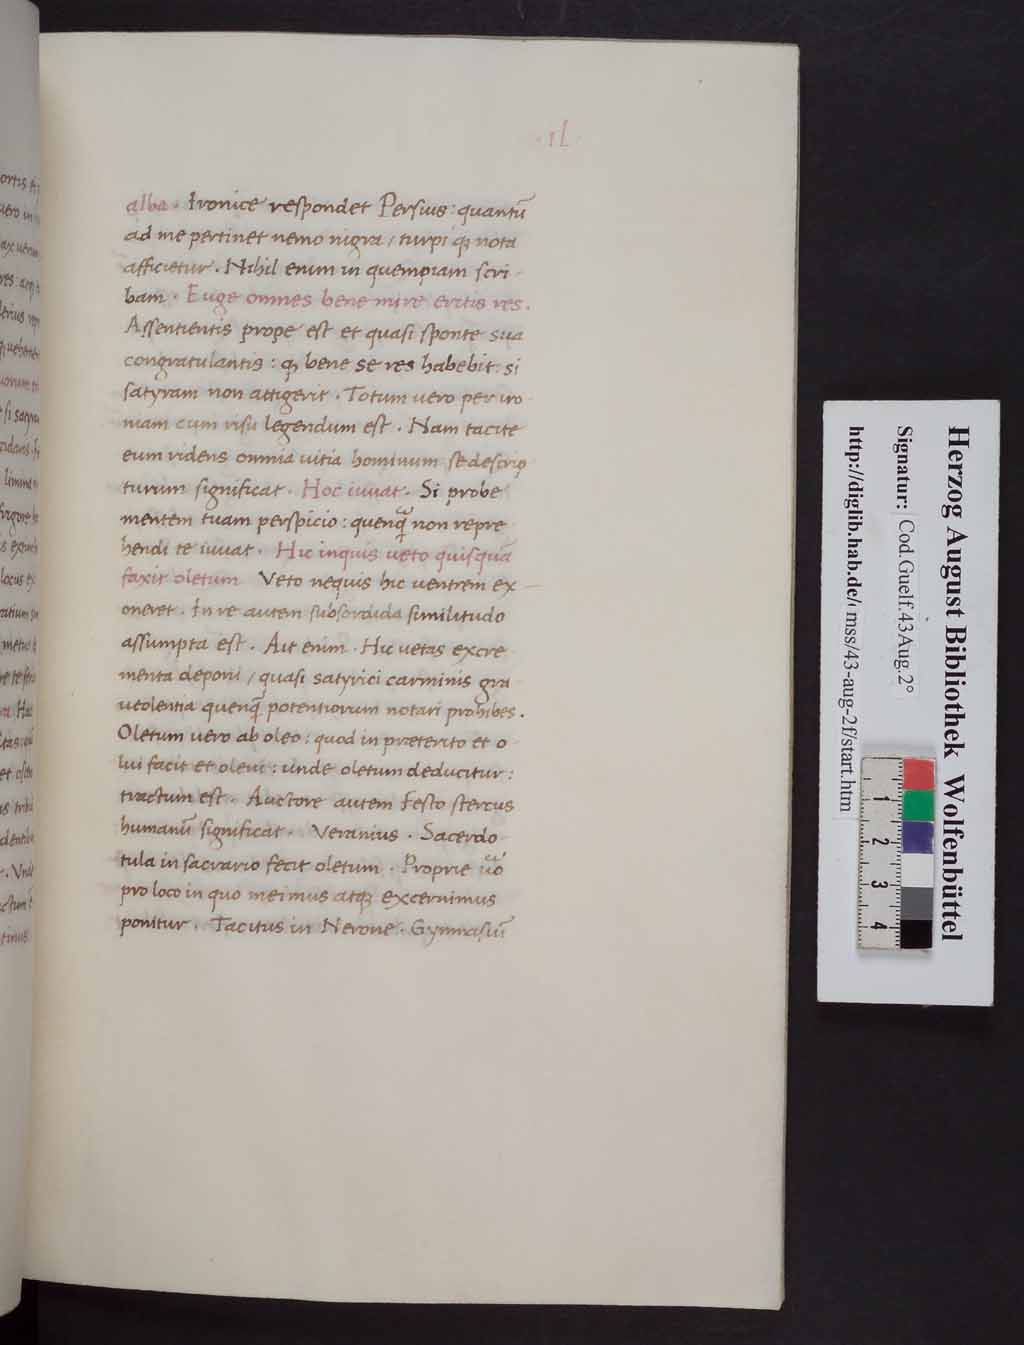 ·il·
alba. Ironice respondet Persius: quantū
ad me pertinet nemo nigra / turpi q; nota
afficietur. Nihil enim in quempiam scri
bam. Euge omnes bene mire eritis res.
Assentientis prope est et quasi sponte sua
congratulantis: q; bene se res habebit: si
satyram non attigerit. Totum uero per iro
niam cum risu legendum est. Nam tacite
eum ridens omnia uitia hominum se descrip
turum significat. Hoc iuuat. Si probe
mentem tuam perspicio: quenq̃ non repre
hendi te iuuat. Hic inquis ueto quisquā
faxit oletum Veto nequis hic uentrem ex
oneret. In re autem subsordida similitudo
assumpta est. Ait enim. Hic uetas excre
menta deponi / quasi satyrici carminis gra
ueolentia quenq̃ potentiorum notari prohibes.
Oletum uero ab oleo: quod in præterito et o
lui facit et oleui: unde oletum deducitur:
tractum est. Auctore autem Festo stercus
humanū significat. Veranius. Sacerdo
tula in sacrario fecit oletum. Proprie ūo
pro loco in quo meimus atq; excernimus
ponitur. Tacitus in Nerone. Gymnasiū
Herzog August Bibliothek Wolfenbüttel
Signatur: Cod.Guelf.43 Aug.2°
http://diglib.hab.de/ mss/43-aug-2f/start.htm
1 2 3 4